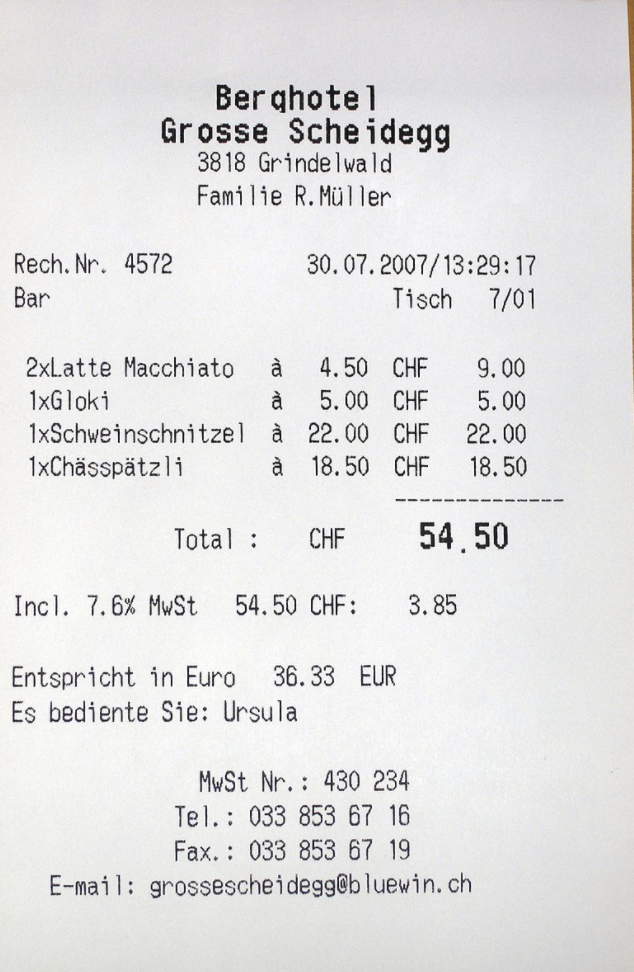 Berghotel
Grosse Scheidegg
3818 Grindelwald
Familie R.Müller
Rech.Nr. 4572 30.07.2007/13:29:17
Bar Tisch 7/01
2xLatte Macchiato à 4.50 CHF 9.00
1xGloki à 5.00 CHF 5.00
1xSchweinschnitzel à 22.00 CHF 22.00
1xChässpätzli à 18.50 CHF 18.50
Total : CHF 54.50
Incl. 7.6% MwSt 54.50 CHF: 3.85
Entspricht in Euro 36.33 EUR
Es bediente Sie: Ursula
MwSt Nr.: 430 234
Tel.: 033 853 67 16
Fax.: 033 853 67 19
E-mail: grossescheidegg@bluewin.ch